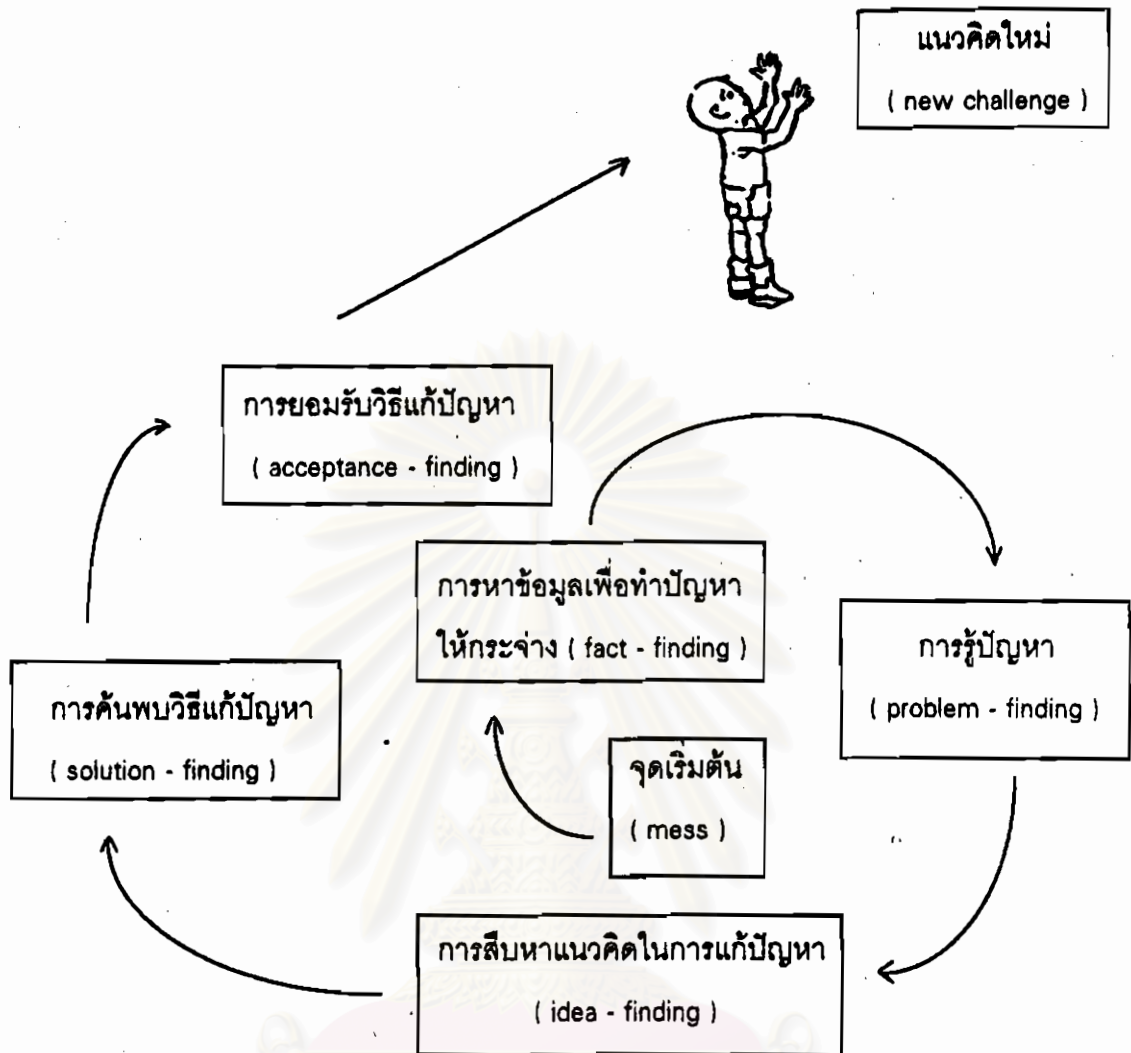 แนวคิดใหม่
( new challenge )
การยอมรับวิธีแก้ปัญหา
( acceptance - finding )
การหาข้อมูลเพื่อทำปัญหา
ให้กระจ่าง ( fact - finding )
การรู้ปัญหา
( problem - finding )
การค้นพบวิธีแก้ปัญหา
( solution - finding )
จุดเริ่มต้น
( mess )
การสืบหาแนวคิดในการแก้ปัญหา
( idea - finding )